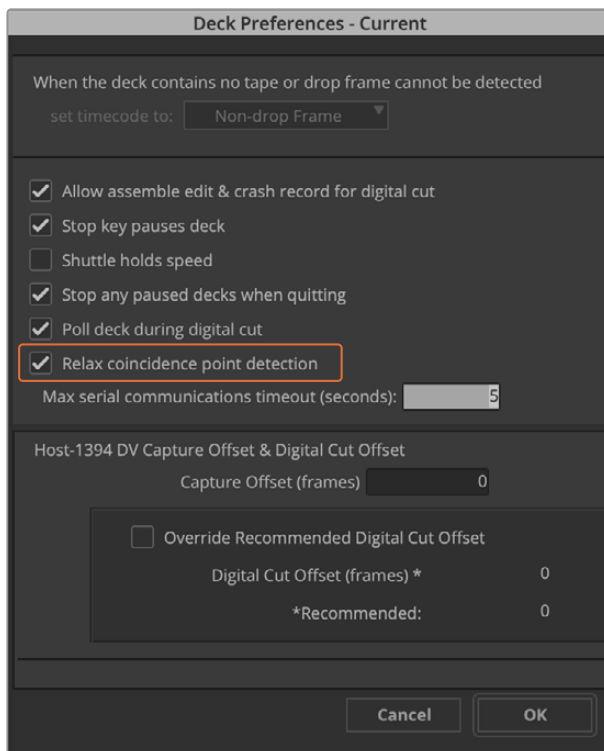 Deck Preferences - Current
When the deck contains no tape or drop frame cannot be detected
set timecode to: Non-drop Frame
Allow assemble edit & crash record for digital cut
Stop key pauses deck
Shuttle holds speed
Stop any paused decks when quitting
Poll deck during digital cut
Relax coincidence point detection
Max serial communications timeout (seconds): 5
Host-1394 DV Capture Offset & Digital Cut Offset
Capture Offset (frames) 0
Override Recommended Digital Cut Offset
Digital Cut Offset (frames) * 0
*Recommended: 0
Cancel OK